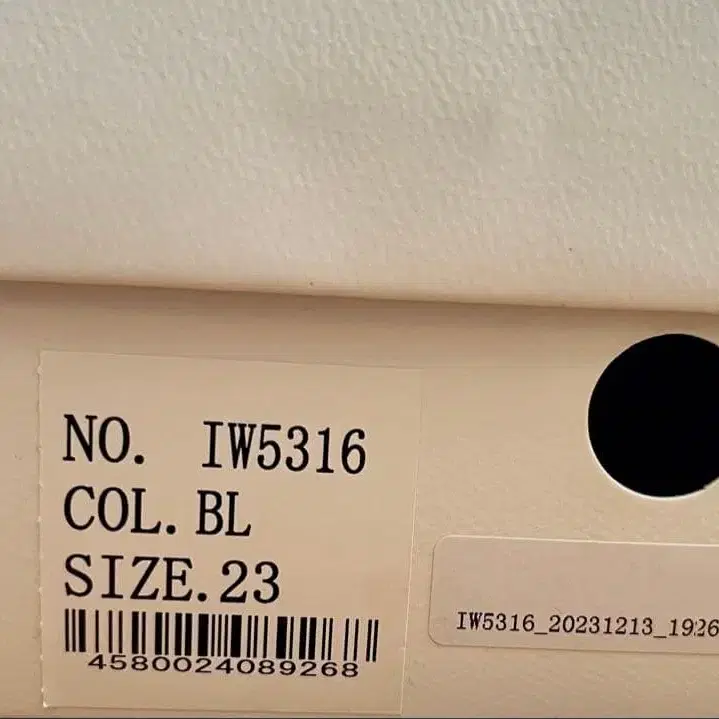 NO. IW5316
COL. BL
SIZE. 23
4580024089268
IW5316_20231213_1926